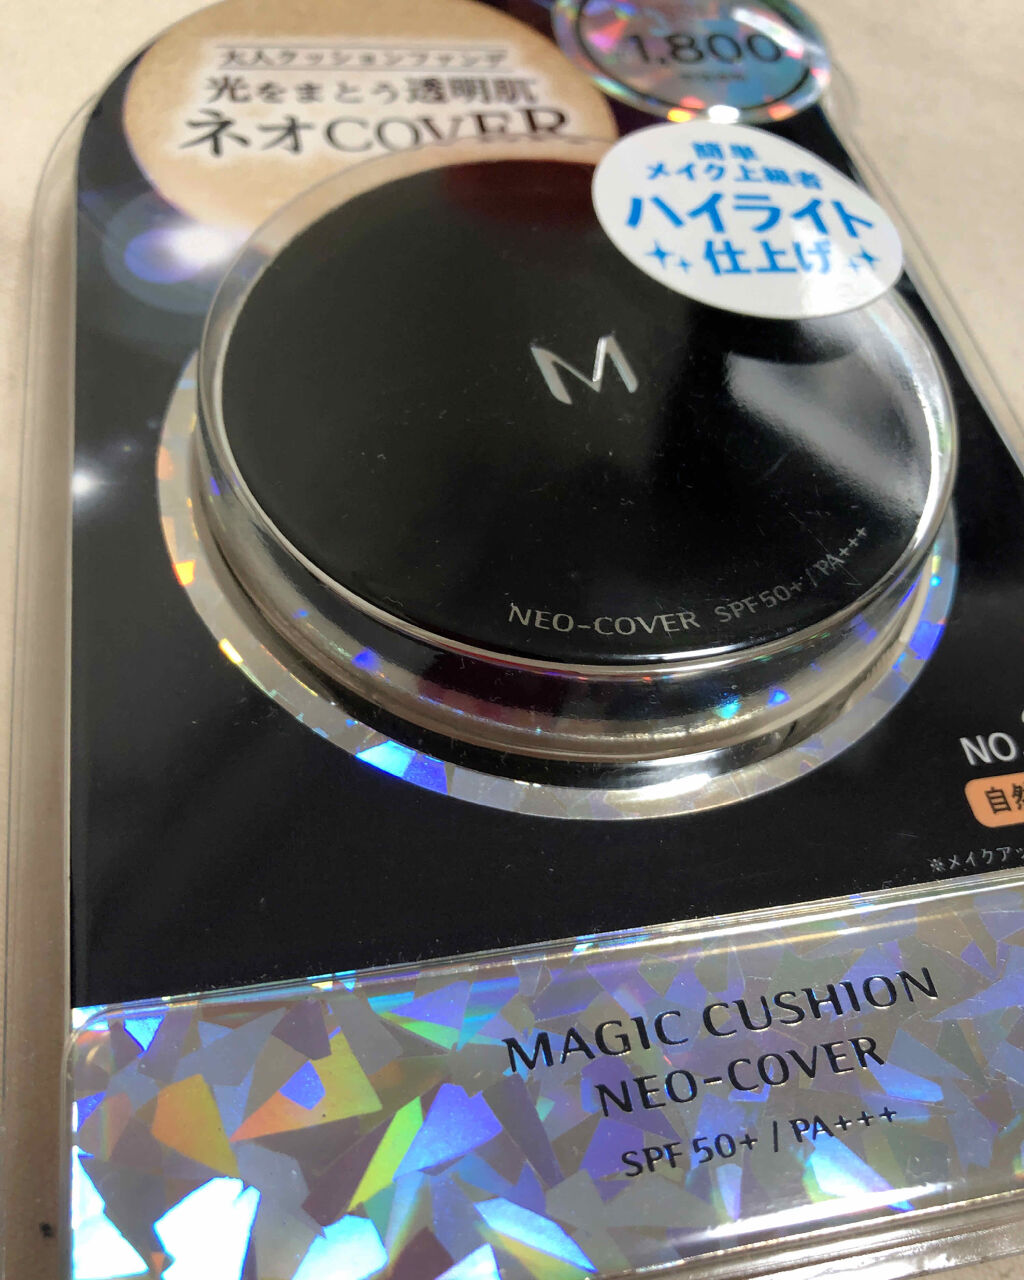 大人クッションファンデ
光をまとう透明肌
ネオCOVER
1,800
簡単
メイク上級者
ハイライト
仕上げ
M
NEO-COVER SPF50+ / PA+++
NO
自然
※メイクアッ
MAGIC CUSHION
NEO-COVER
SPF 50+ / PA+++